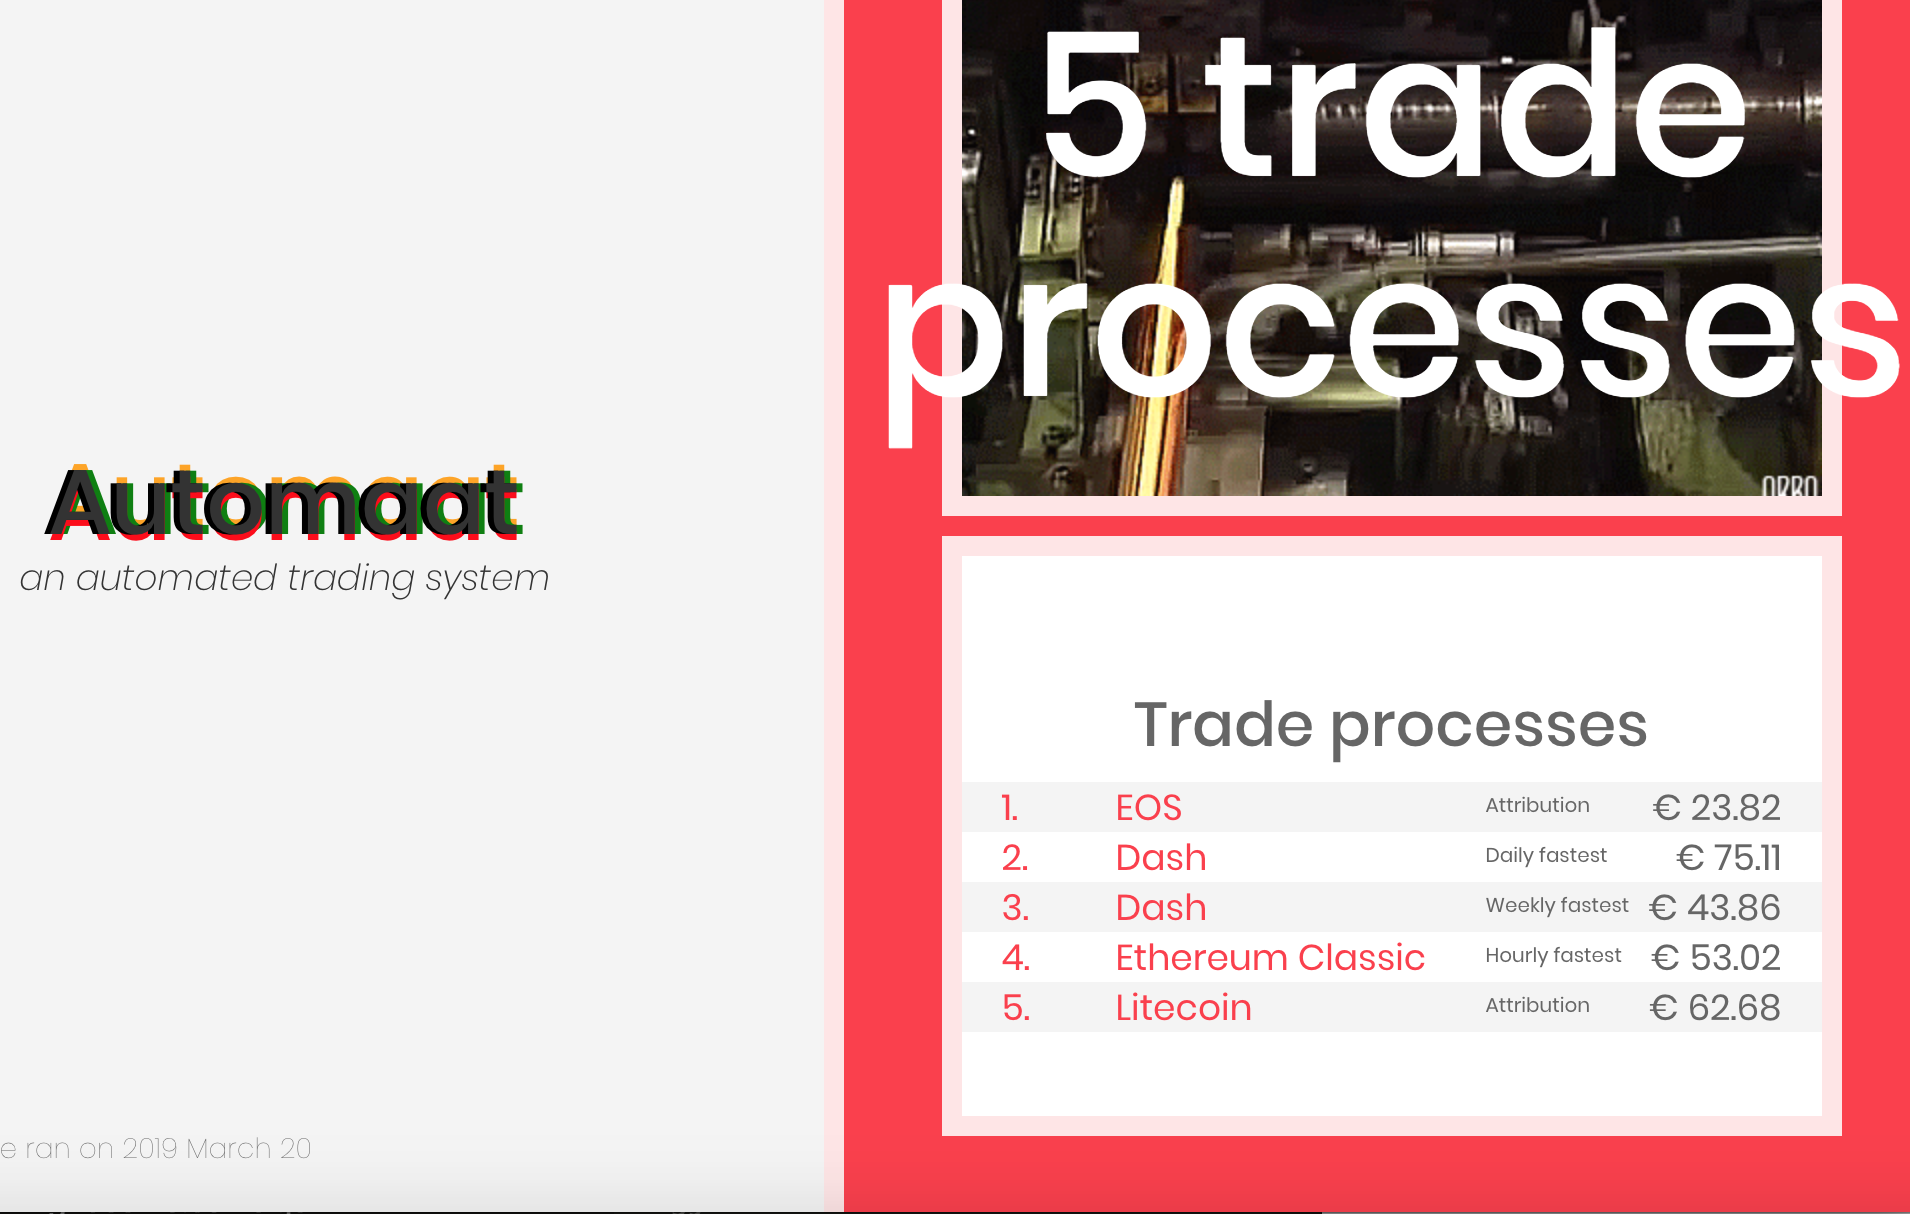 Automaat
an automated trading system
e ran on 2019 March 20
5 trade
processes
ORBO
Trade processes
1. EOS Attribution € 23.82
2. Dash Daily fastest € 75.11
3. Dash Weekly fastest € 43.86
4. Ethereum Classic Hourly fastest € 53.02
5. Litecoin Attribution € 62.68